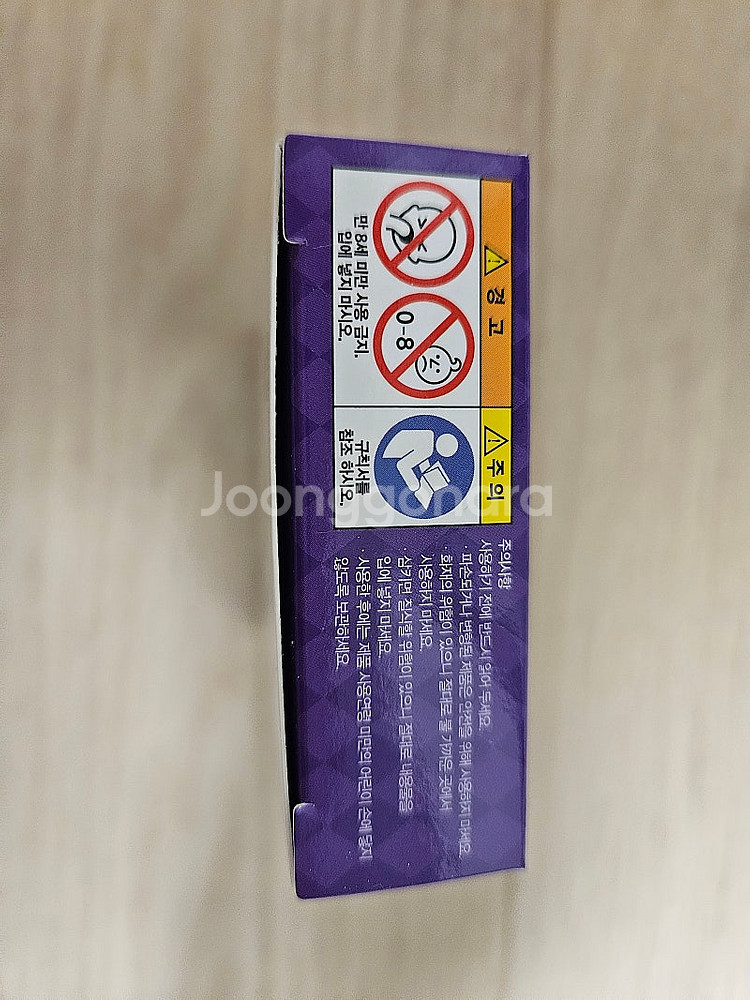 경 고
0-8
만 8세 미만 사용 금지.
입에 넣지 마시오.
주 의
규칙서를
참조 하시오.
주의사항
사용하기 전에 반드시 읽어 두세요.
· 파손되거나 변형된 제품은 안전을 위해 사용하지 마세요.
· 화재의 위험이 있으니 절대로 불 가까운 곳에서
사용하지 마세요.
· 삼키면 질식할 위험이 있으니 절대로 내용물을
입에 넣지 마세요.
· 사용한 후에는 제품 사용연령 미만의 어린이 손에 닿지
않도록 보관하세요.
Joonggonara